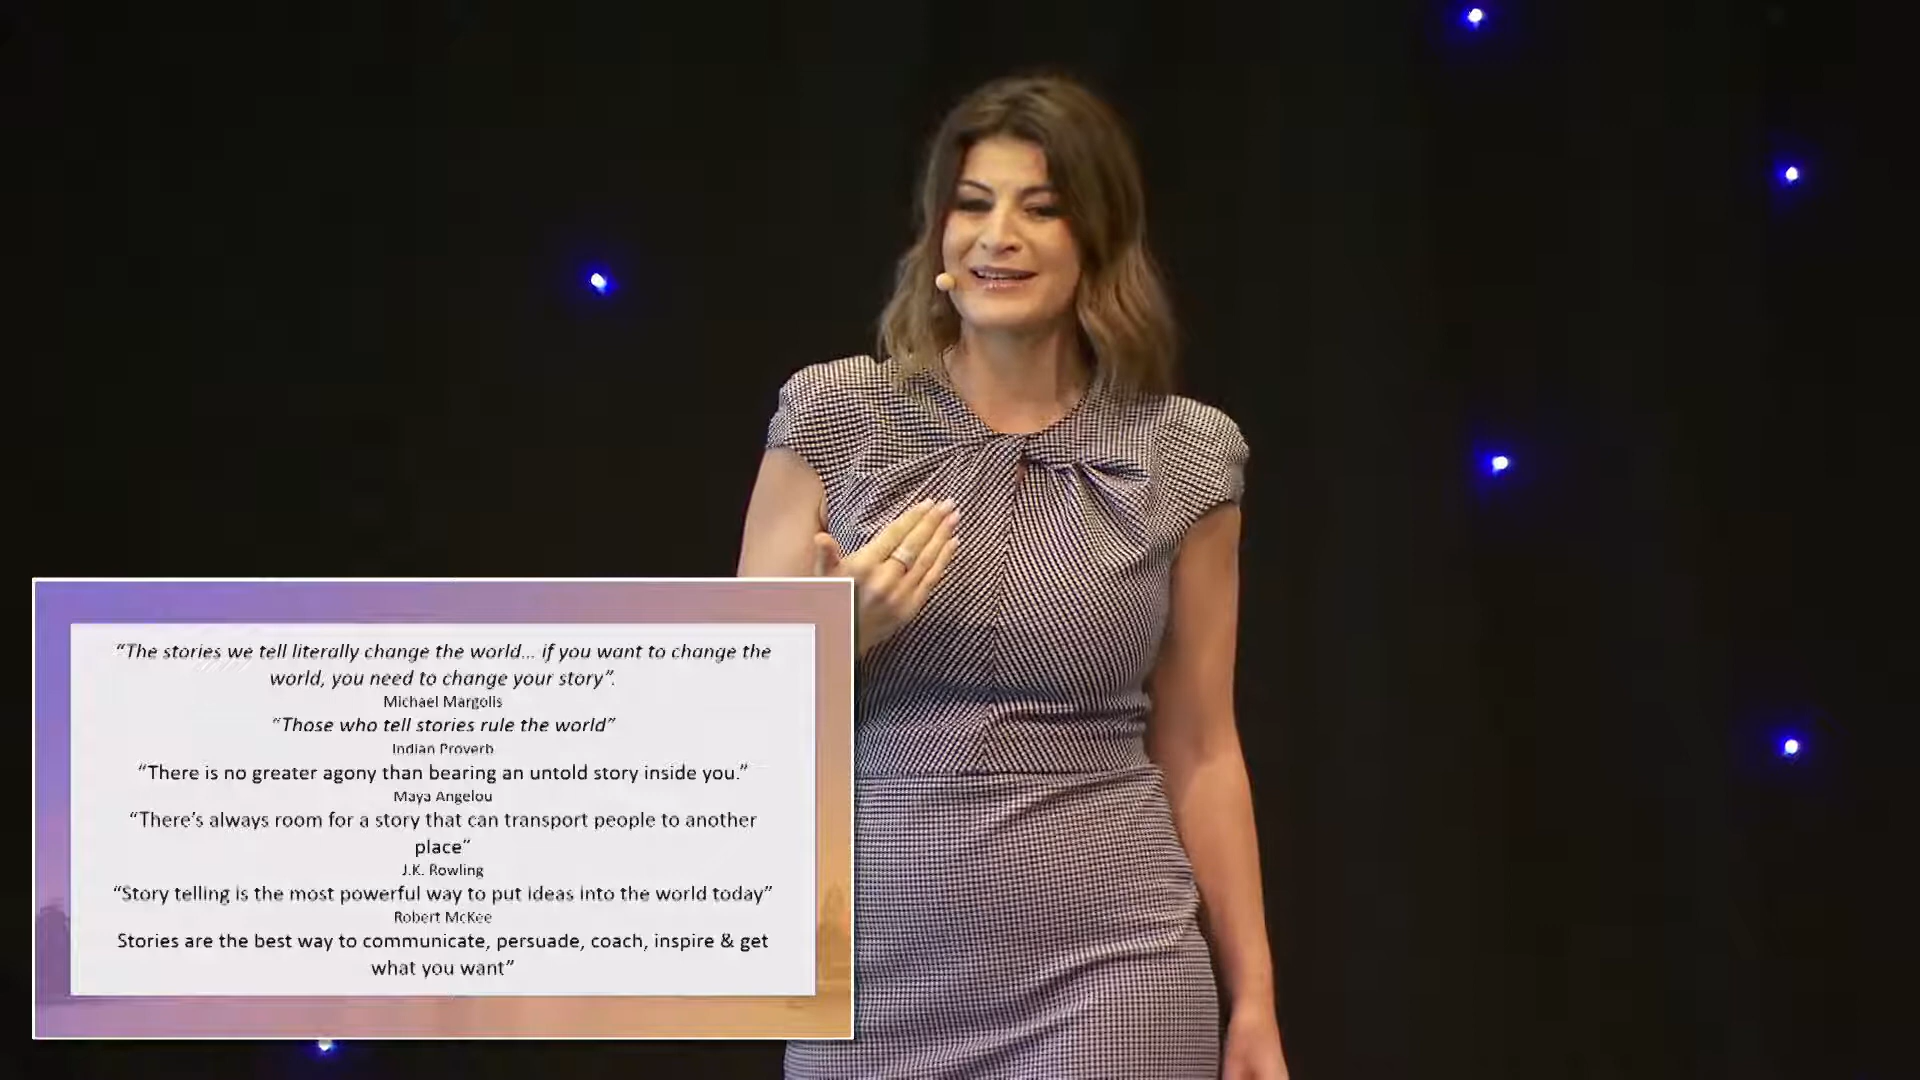 “The stories we tell literally change the world... if you want to change the
world, you need to change your story”.
Michael Margolis
“Those who tell stories rule the world”
Indian Proverb
“There is no greater agony than bearing an untold story inside you.”
Maya Angelou
“There’s always room for a story that can transport people to another
place”
J.K. Rowling
“Story telling is the most powerful way to put ideas into the world today”
Robert McKee
Stories are the best way to communicate, persuade, coach, inspire & get
what you want”